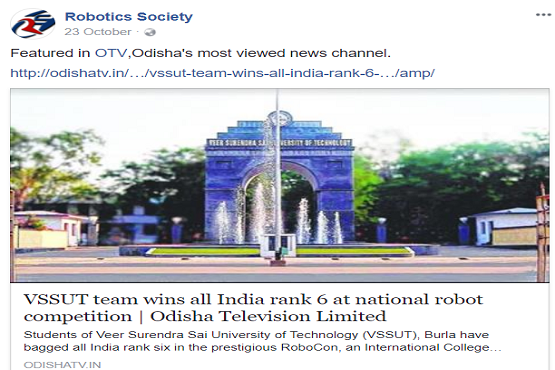 Robotics Society
23 October ·
Featured in OTV,Odisha's most viewed news channel.
http://odishatv.in/…/vssut-team-wins-all-india-rank-6-…/amp/
VEER SURENDRA SAI UNIVERSITY OF TECHNOLOGY
VSSUT team wins all India rank 6 at national robot
competition | Odisha Television Limited
Students of Veer Surendra Sai University of Technology (VSSUT), Burla have
bagged all India rank six in the prestigious RoboCon, an International College…
ODISHATV.IN